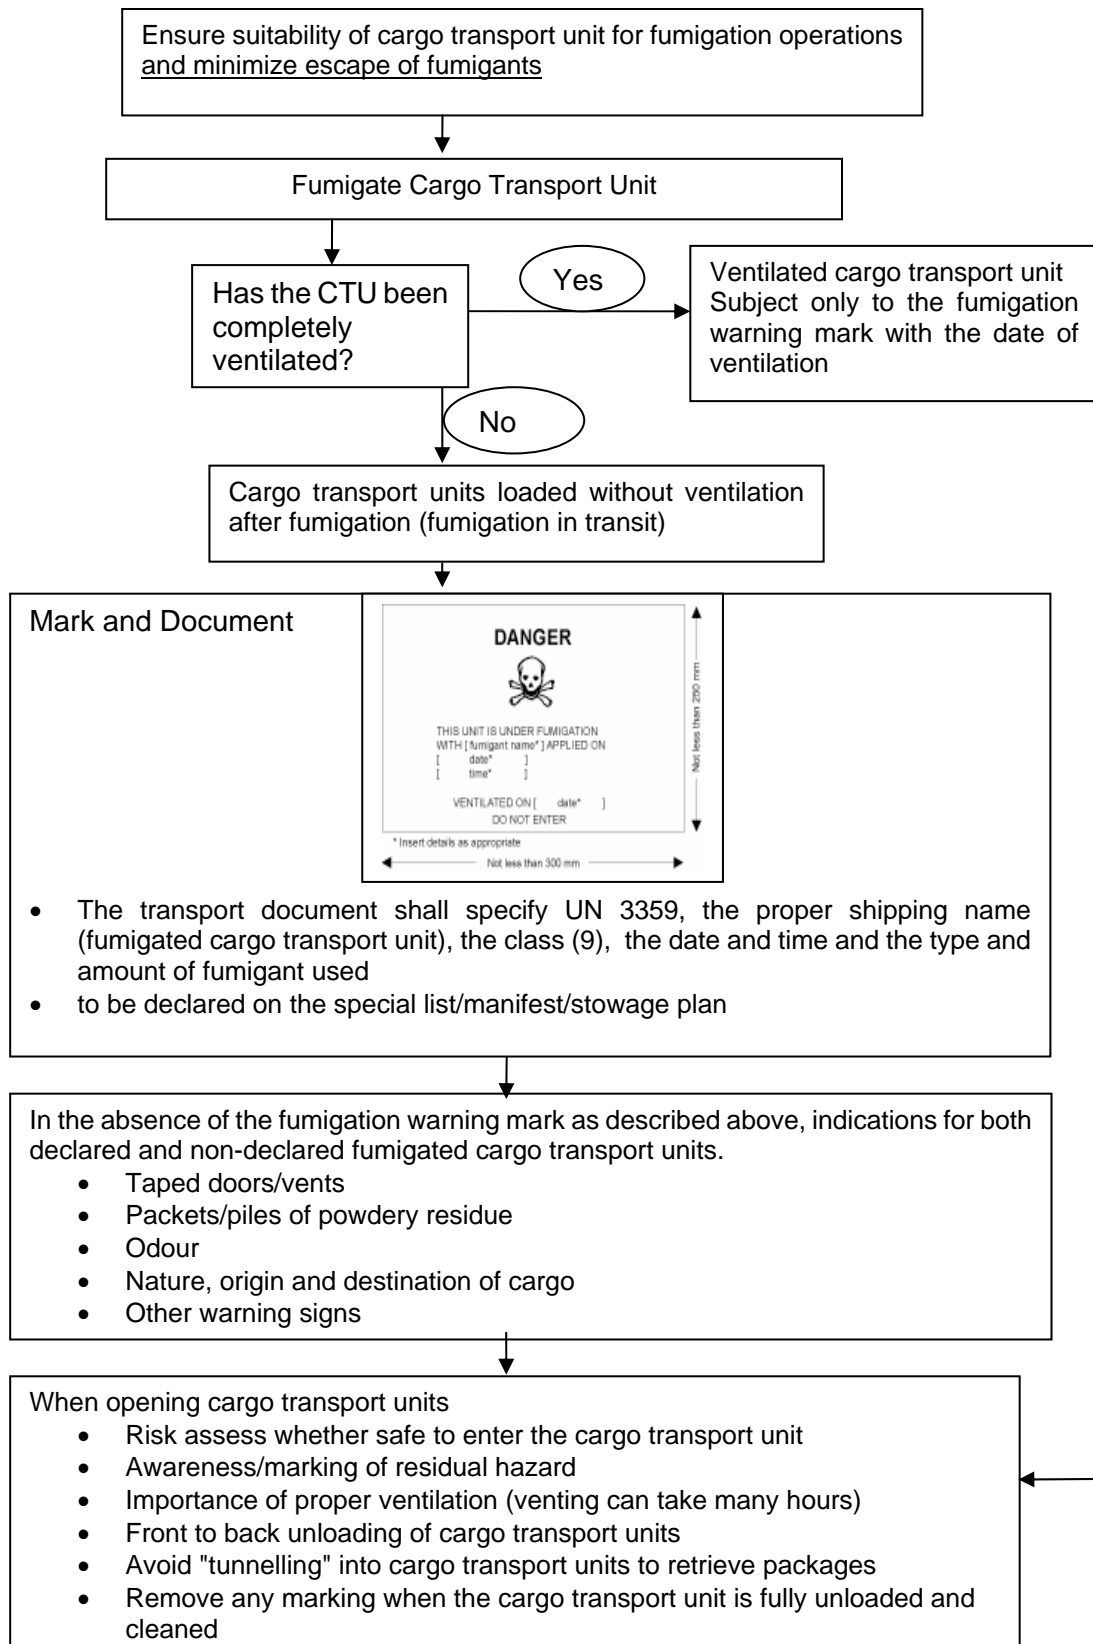 Ensure suitability of cargo transport unit for fumigation operations
and minimize escape of fumigants
Fumigate Cargo Transport Unit
Has the CTU been
completely
ventilated?
Yes
Ventilated cargo transport unit
Subject only to the fumigation
warning mark with the date of
ventilation
No
Cargo transport units loaded without ventilation
after fumigation (fumigation in transit)
Mark and Document
DANGER
THIS UNIT IS UNDER FUMIGATION
WITH [ fumigant name* ] APPLIED ON
[ date* ]
[ time* ]
VENTILATED ON [ date* ]
DO NOT ENTER
* Insert details as appropriate
Not less than 300 mm
Not less than 250 mm
• The transport document shall specify UN 3359, the proper shipping name
(fumigated cargo transport unit), the class (9), the date and time and the type and
amount of fumigant used
• to be declared on the special list/manifest/stowage plan
In the absence of the fumigation warning mark as described above, indications for both
declared and non-declared fumigated cargo transport units.
• Taped doors/vents
• Packets/piles of powdery residue
• Odour
• Nature, origin and destination of cargo
• Other warning signs
When opening cargo transport units
• Risk assess whether safe to enter the cargo transport unit
• Awareness/marking of residual hazard
• Importance of proper ventilation (venting can take many hours)
• Front to back unloading of cargo transport units
• Avoid "tunnelling" into cargo transport units to retrieve packages
• Remove any marking when the cargo transport unit is fully unloaded and
cleaned